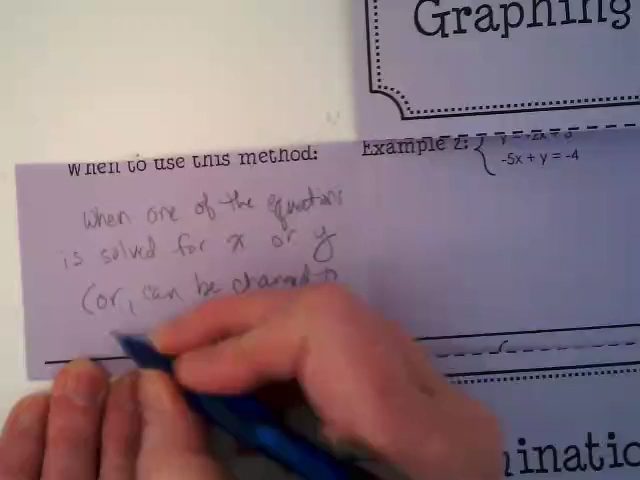 Graphing
When to use this method:
Example 2:
-5x + y = -4
When one of the equations
is solved for x or y
(or, can be changed to
inatio